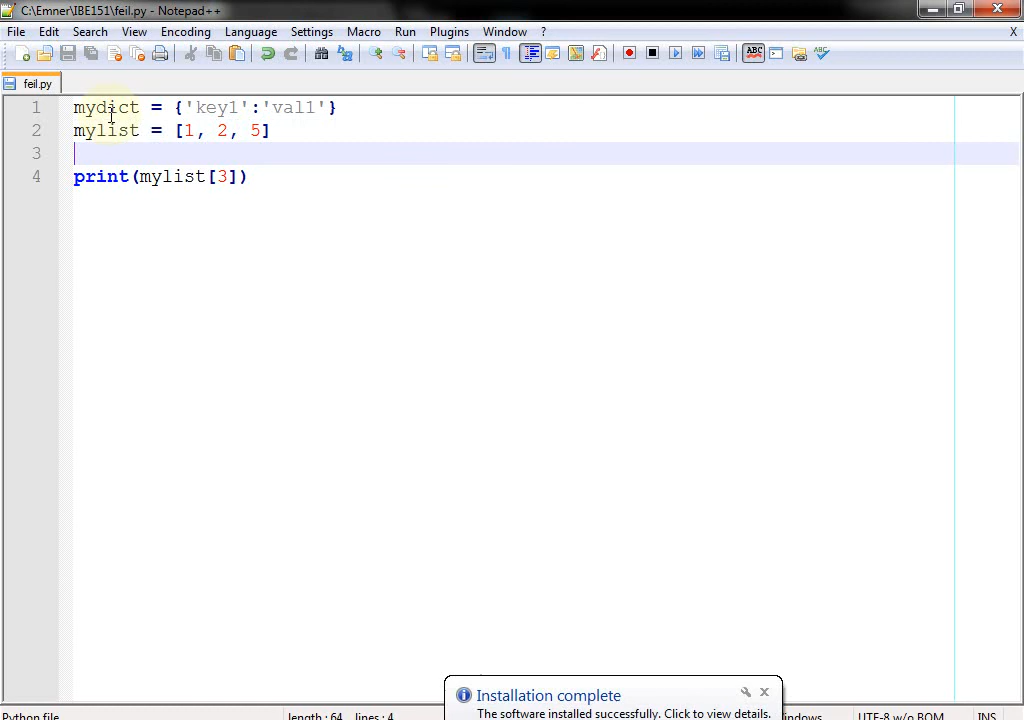 C:\Emner\IBE151\feil.py - Notepad++
File Edit Search View Encoding Language Settings Macro Run Plugins Window ? X
feil.py
1 mydict = {'key1':'val1'}
2 mylist = [1, 2, 5]
3
4 print(mylist[3])
Installation complete
The software installed successfully. Click to view details.
Python file length : 64 lines : 4 indows UTF-8 w/o BOM INS